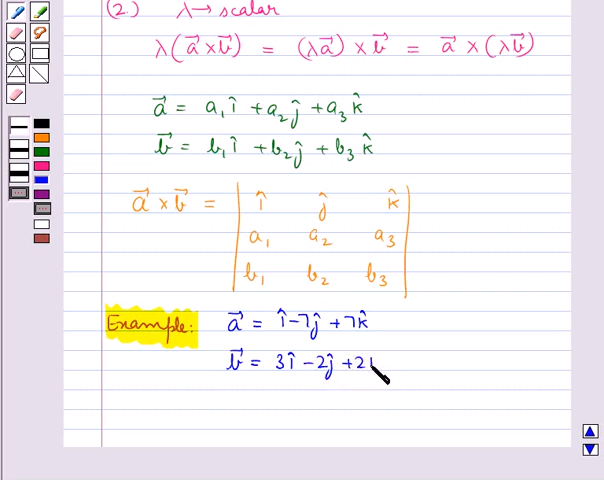 (2.) λ → scalar
λ(a⃗ × b⃗) = (λa⃗) × b⃗ = a⃗ × (λb⃗)
a⃗ = a₁î + a₂ĵ + a₃k̂
b⃗ = b₁î + b₂ĵ + b₃k̂
a⃗ × b⃗ = | î ĵ k̂ |
| a₁ a₂ a₃ |
| b₁ b₂ b₃ |
Example: a⃗ = î - 7ĵ + 7k̂
b⃗ = 3î - 2ĵ + 2